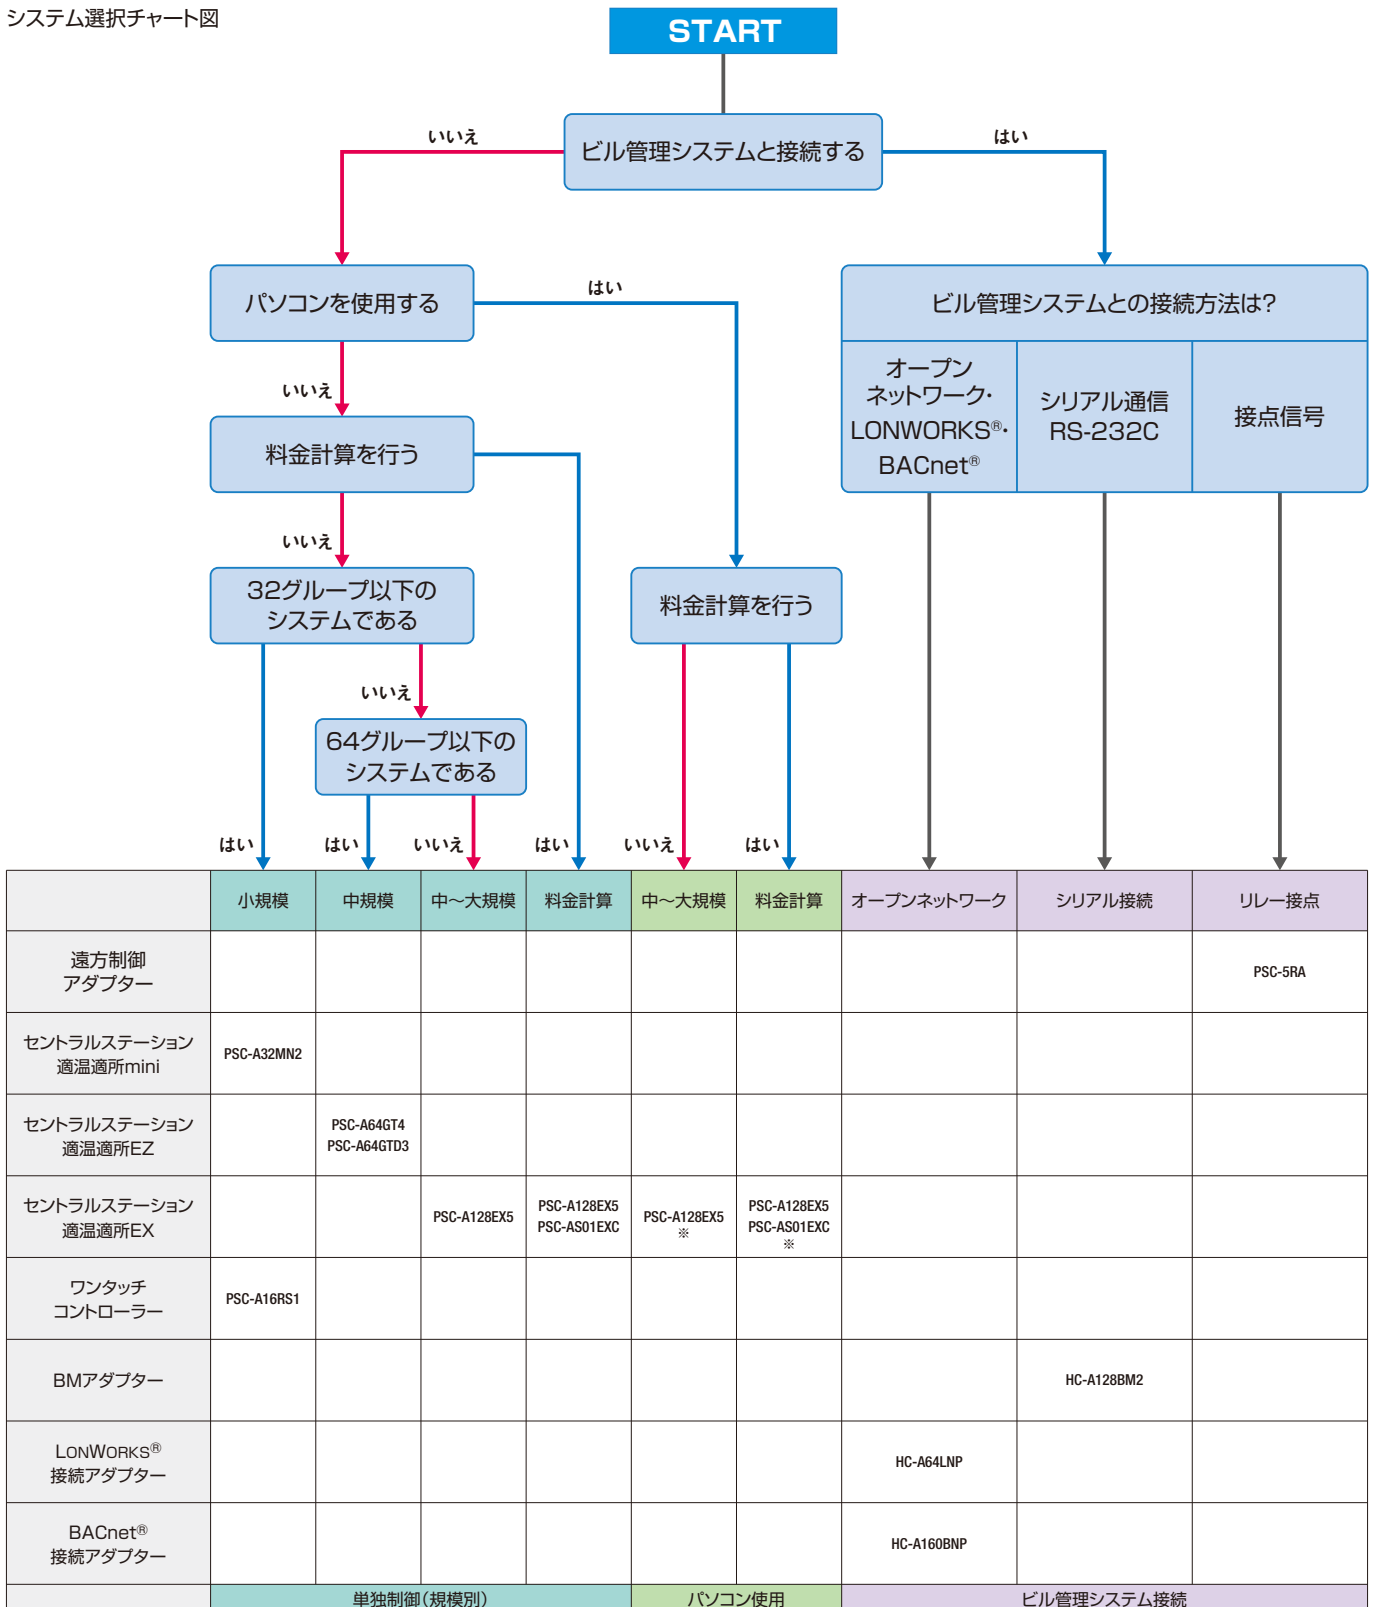 システム選択チャート図
START
いいえ
ビル管理システムと接続する
はい
パソコンを使用する
はい
ビル管理システムとの接続方法は?
オープン
ネットワーク・
LONWORKS®・
BACnet®
シリアル通信
RS-232C
接点信号
いいえ
料金計算を行う
いいえ
32グループ以下の
システムである
料金計算を行う
いいえ
64グループ以下の
システムである
はい
はい
いいえ
はい
いいえ
はい
小規模
中規模
中〜大規模
料金計算
中〜大規模
料金計算
オープンネットワーク
シリアル接続
リレー接点
遠方制御
アダプター
PSC-5RA
セントラルステーション
適温適所mini
PSC-A32MN2
セントラルステーション
適温適所EZ
PSC-A64GT4
PSC-A64GTD3
セントラルステーション
適温適所EX
PSC-A128EX5
PSC-A128EX5
PSC-AS01EXC
PSC-A128EX5
※
PSC-A128EX5
PSC-AS01EXC
※
ワンタッチ
コントローラー
PSC-A16RS1
BMアダプター
HC-A128BM2
LONWORKS®
接続アダプター
HC-A64LNP
BACnet®
接続アダプター
HC-A160BNP
単独制御(規模別)
パソコン使用
ビル管理システム接続